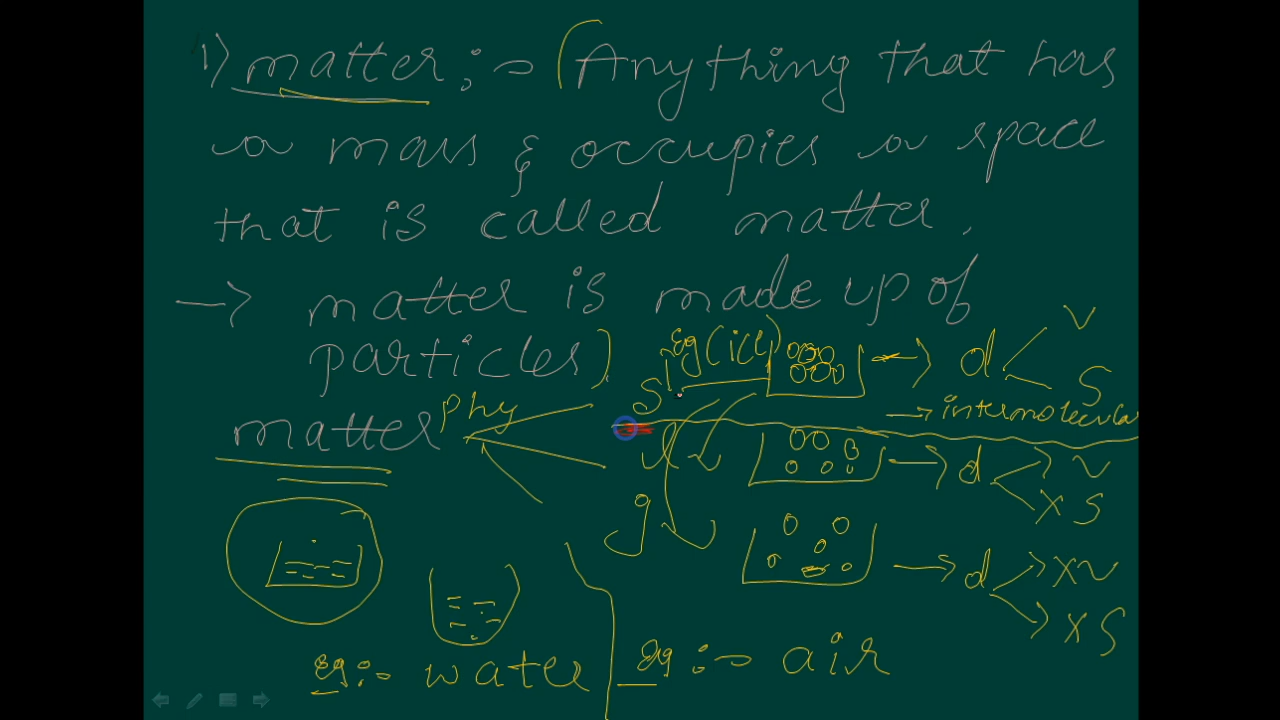 1) matter :- (Anything that has
a mass & occupies a space
that is called matter.
→ matter is made up of
particles)
Eg (ice) → d v
S s
→ intermolecular
matter phy
l → d v
x s
g → d x v
x s
Eg :- water Eg :- air